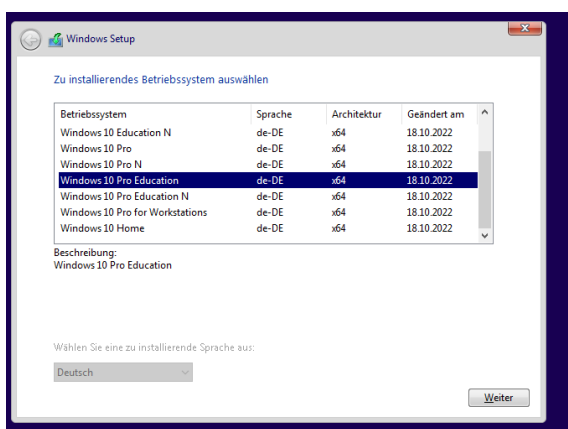 Windows Setup
Zu installierendes Betriebssystem auswählen
Betriebssystem Sprache Architektur Geändert am
Windows 10 Education N de-DE x64 18.10.2022
Windows 10 Pro de-DE x64 18.10.2022
Windows 10 Pro N de-DE x64 18.10.2022
Windows 10 Pro Education de-DE x64 18.10.2022
Windows 10 Pro Education N de-DE x64 18.10.2022
Windows 10 Pro for Workstations de-DE x64 18.10.2022
Windows 10 Home de-DE x64 18.10.2022
Beschreibung:
Windows 10 Pro Education
Wählen Sie eine zu installierende Sprache aus:
Deutsch
Weiter